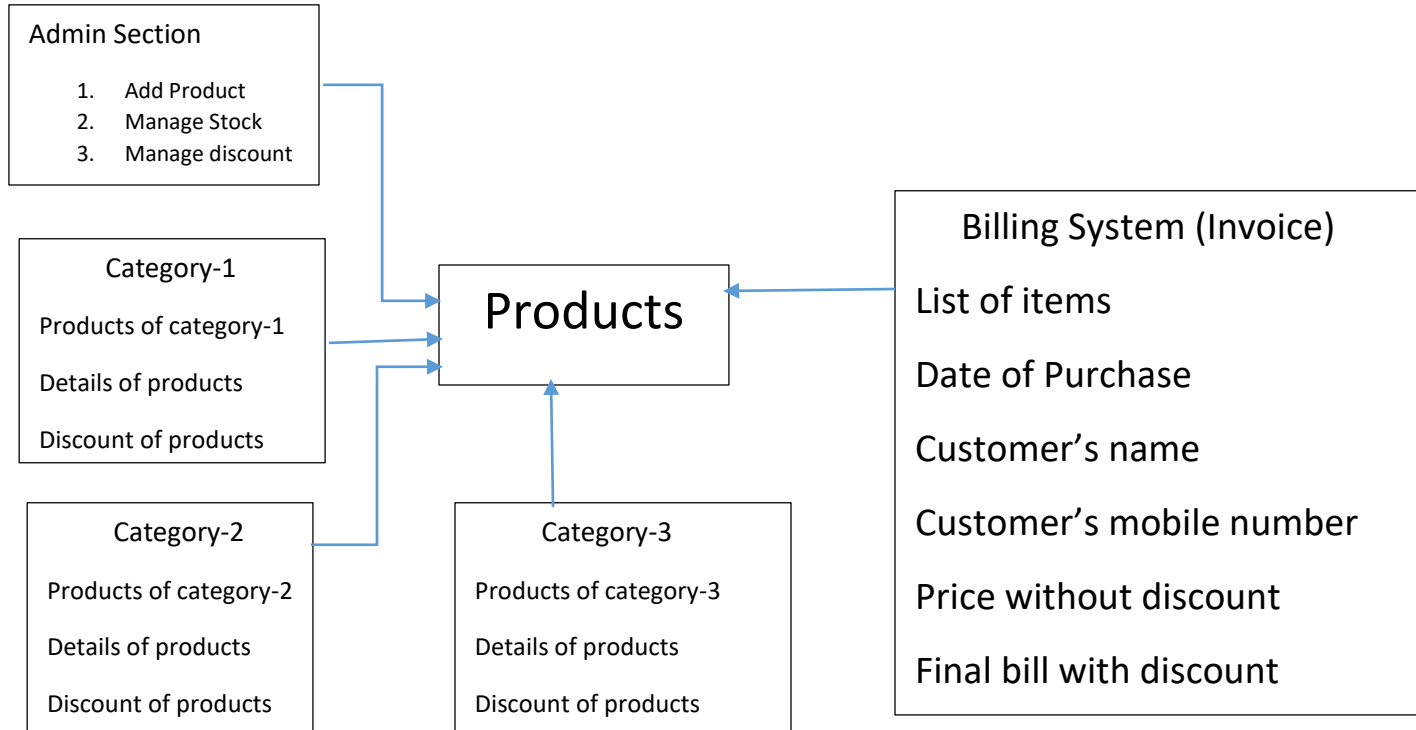 Admin Section
1. Add Product
2. Manage Stock
3. Manage discount
Category-1
Products of category-1
Details of products
Discount of products
Category-2
Products of category-2
Details of products
Discount of products
Products
Category-3
Products of category-3
Details of products
Discount of products
Billing System (Invoice)
List of items
Date of Purchase
Customer’s name
Customer’s mobile number
Price without discount
Final bill with discount